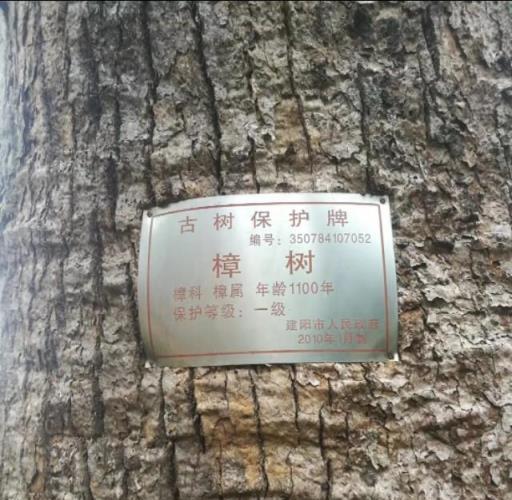 古树保护牌
编号：350784107052
樟树
樟科 樟属 年龄1100年
保护等级：一级
建阳市人民政府
2010年1月制